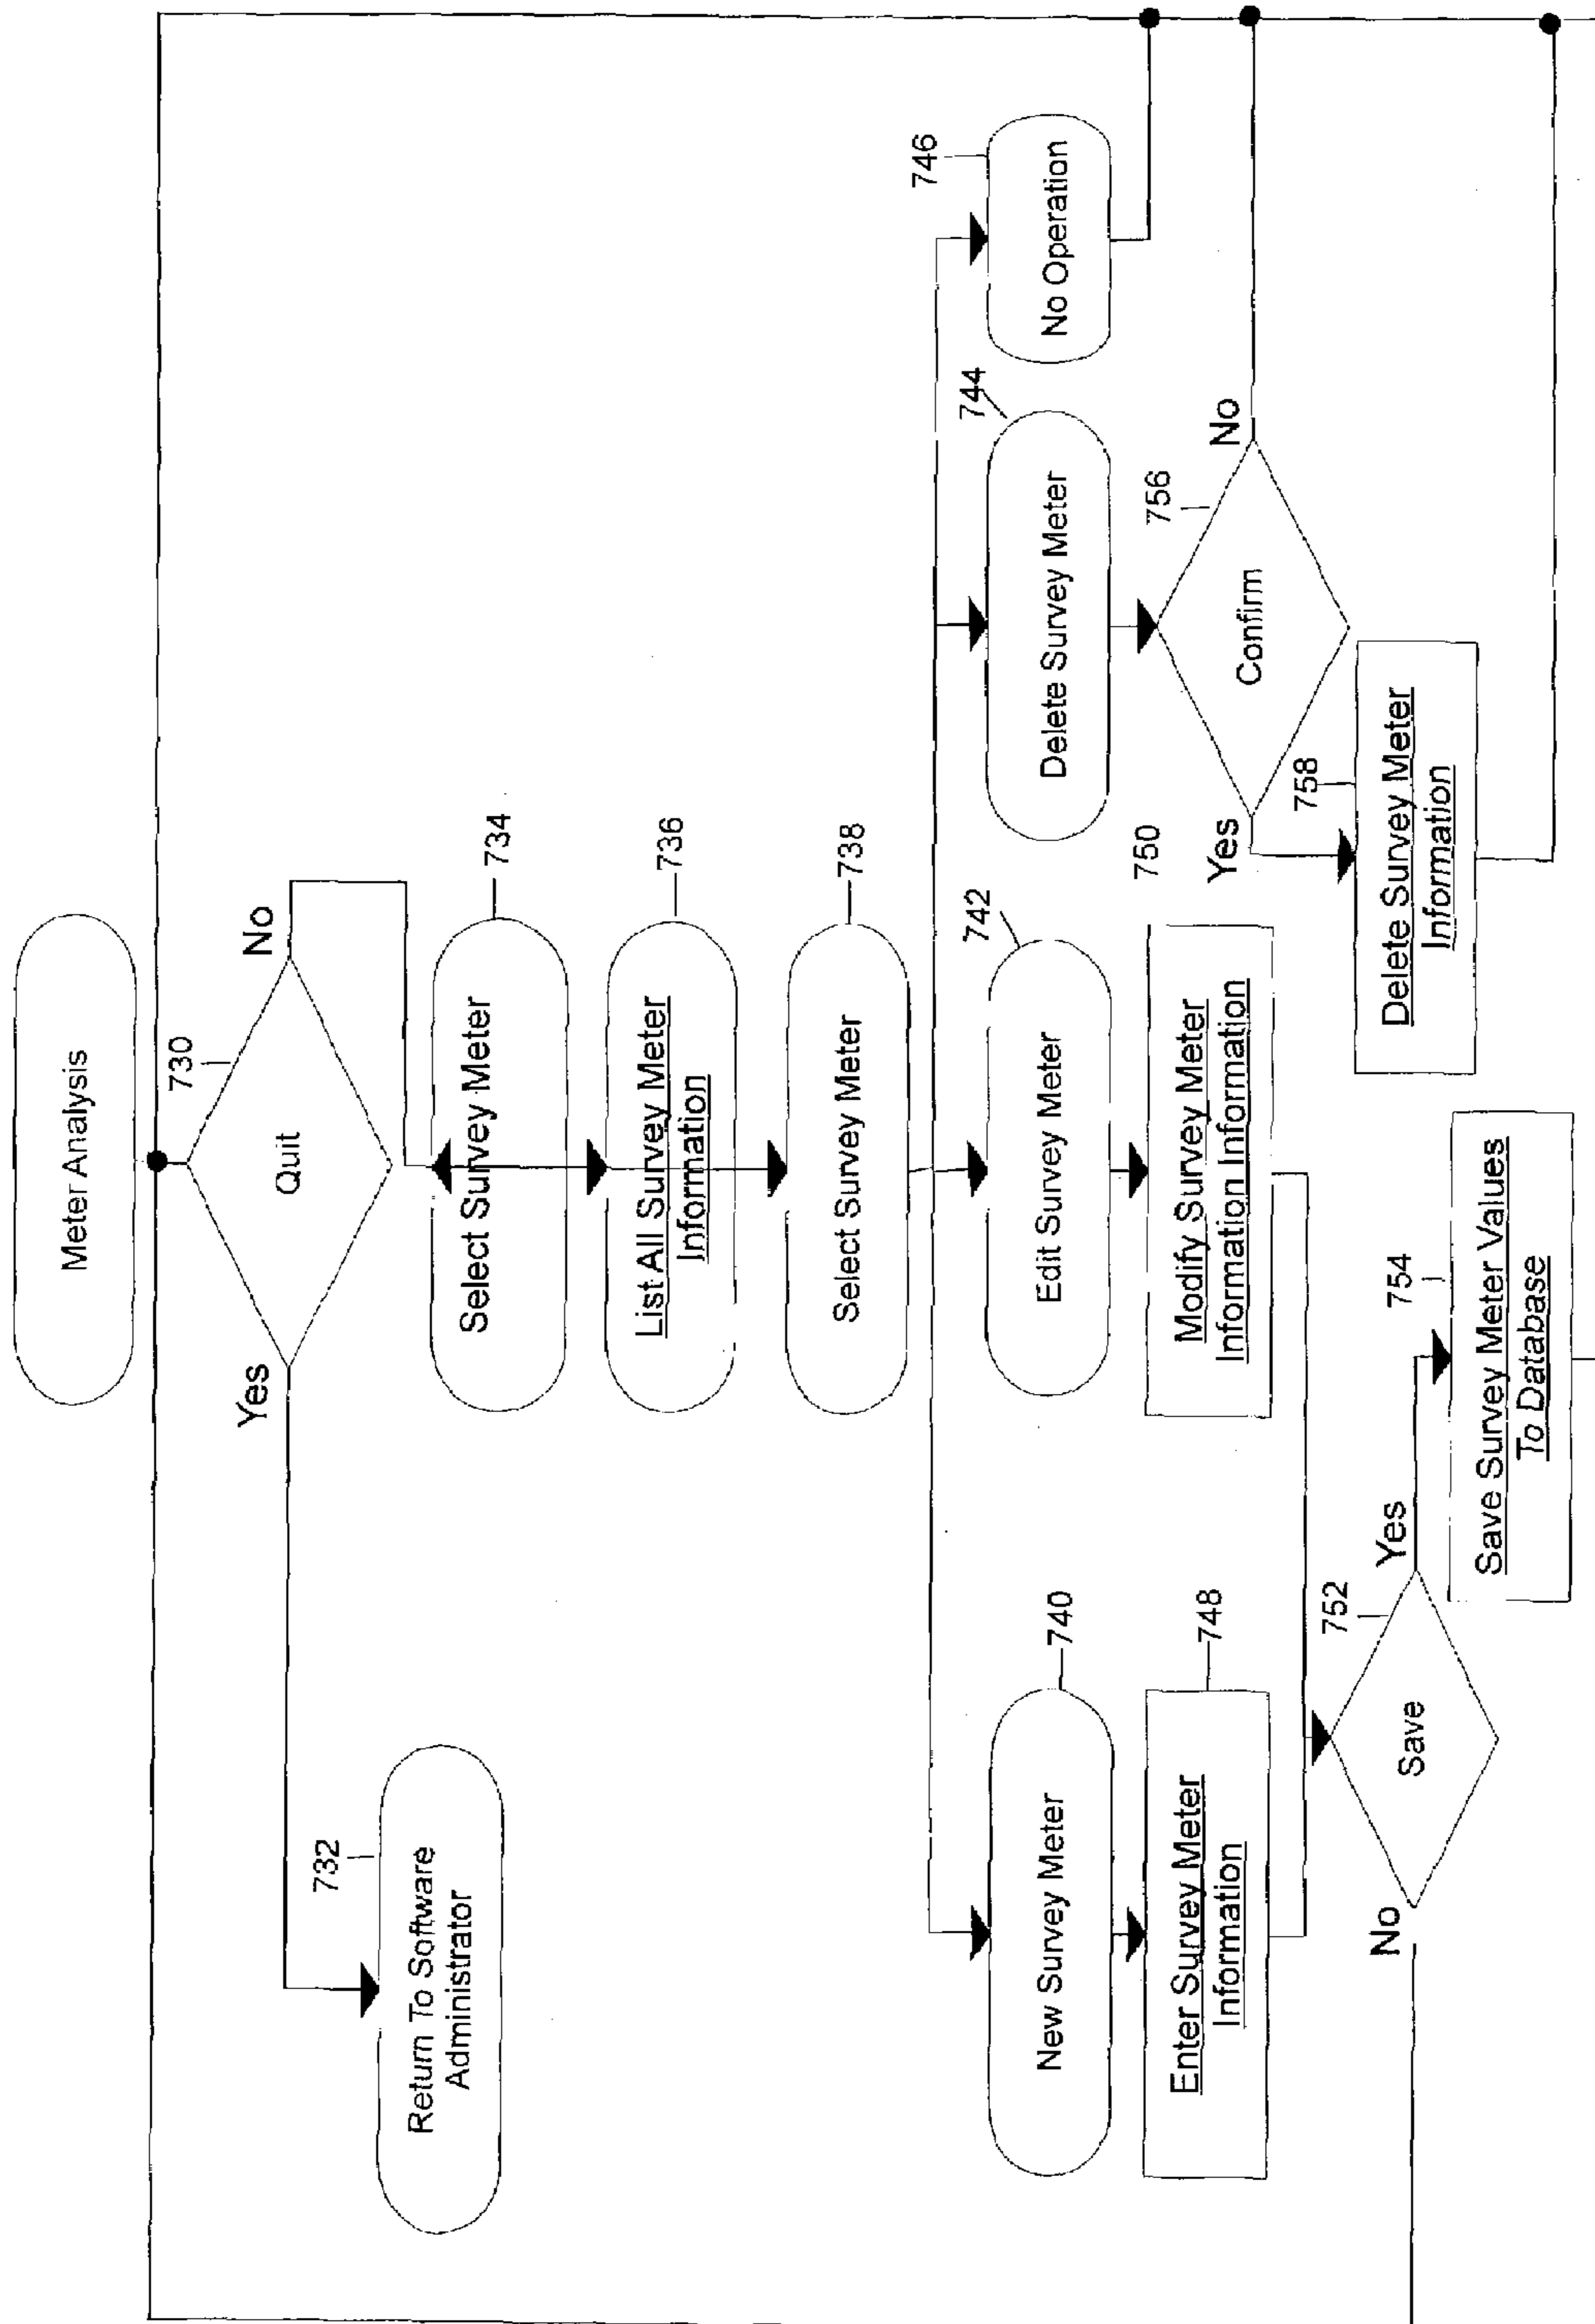 Meter Analysis
730
Quit
Yes
No
732
Return To Software
Administrator
734
Select Survey Meter
736
List All Survey Meter
Information
738
Select Survey Meter
740
New Survey Meter
742
Edit Survey Meter
744
Delete Survey Meter
746
No Operation
748
Enter Survey Meter
Information
750
Modify Survey Meter
Information Information
756
Confirm
Yes
No
758
Delete Survey Meter
Information
752
Save
No
Yes
754
Save Survey Meter Values
To Database